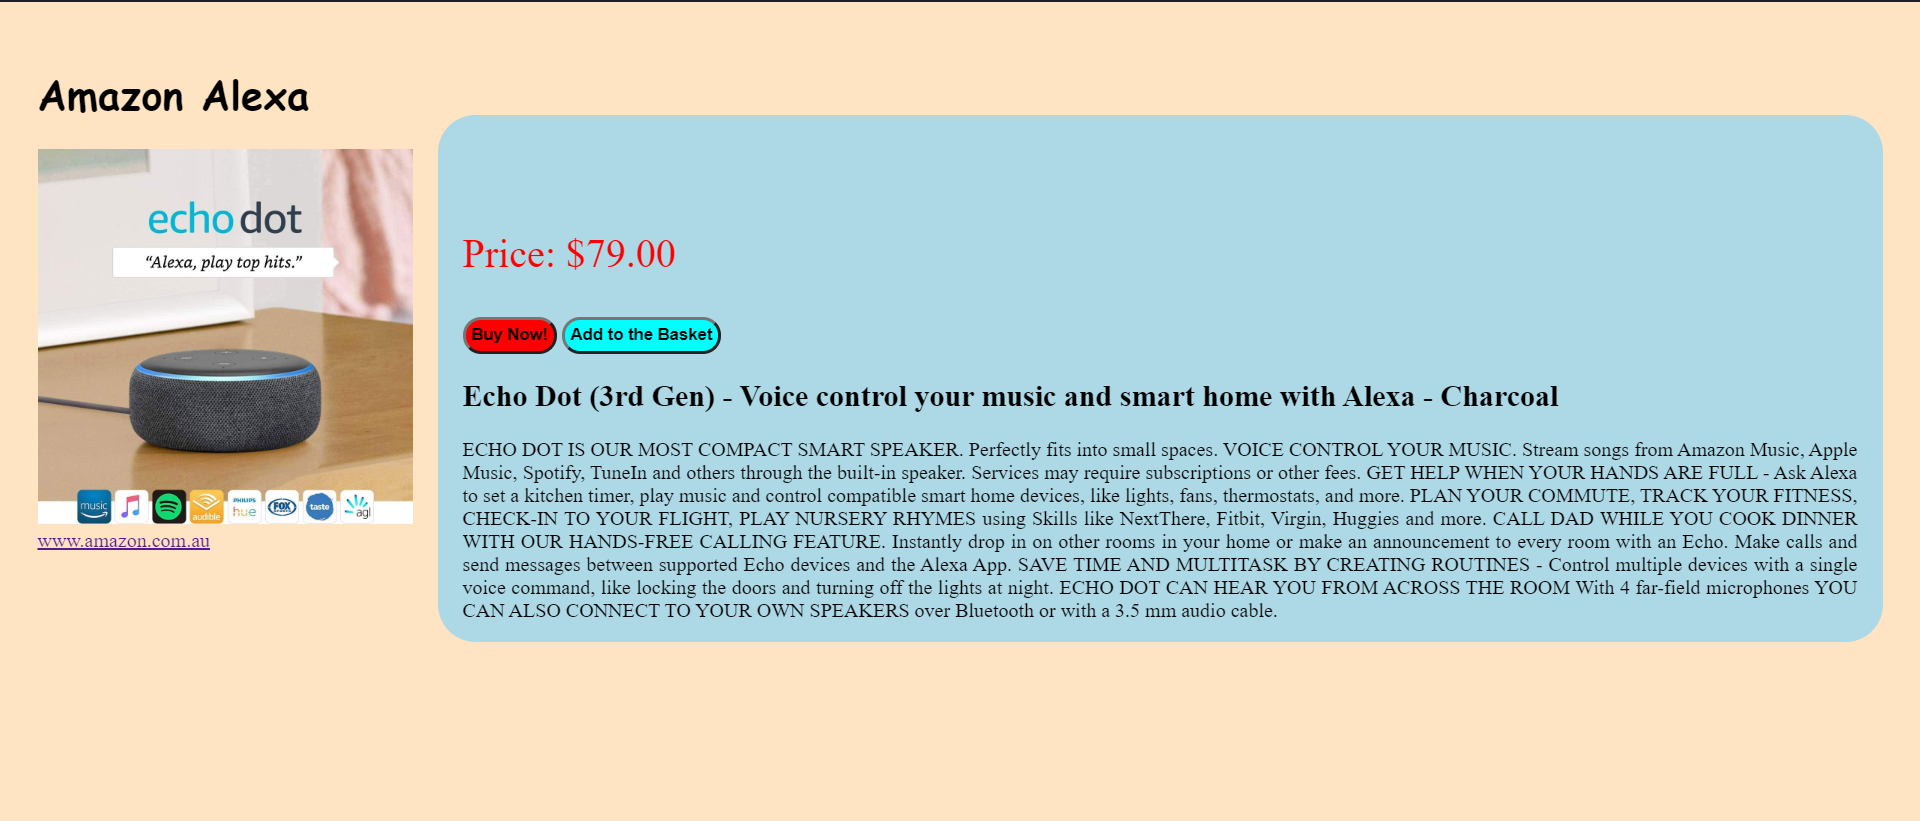 Amazon Alexa
echo dot
“Alexa, play top hits.”
music
audible
PHILIPS
hue
FOX
SPORTS
taste
agl
www.amazon.com.au
Price: $79.00
Buy Now!
Add to the Basket
Echo Dot (3rd Gen) - Voice control your music and smart home with Alexa - Charcoal
ECHO DOT IS OUR MOST COMPACT SMART SPEAKER. Perfectly fits into small spaces. VOICE CONTROL YOUR MUSIC. Stream songs from Amazon Music, Apple
Music, Spotify, TuneIn and others through the built-in speaker. Services may require subscriptions or other fees. GET HELP WHEN YOUR HANDS ARE FULL - Ask Alexa
to set a kitchen timer, play music and control compatible smart home devices, like lights, fans, thermostats, and more. PLAN YOUR COMMUTE, TRACK YOUR FITNESS,
CHECK-IN TO YOUR FLIGHT, PLAY NURSERY RHYMES using Skills like NextThere, Fitbit, Virgin, Huggies and more. CALL DAD WHILE YOU COOK DINNER
WITH OUR HANDS-FREE CALLING FEATURE. Instantly drop in on other rooms in your home or make an announcement to every room with an Echo. Make calls and
send messages between supported Echo devices and the Alexa App. SAVE TIME AND MULTITASK BY CREATING ROUTINES - Control multiple devices with a single
voice command, like locking the doors and turning off the lights at night. ECHO DOT CAN HEAR YOU FROM ACROSS THE ROOM With 4 far-field microphones YOU
CAN ALSO CONNECT TO YOUR OWN SPEAKERS over Bluetooth or with a 3.5 mm audio cable.